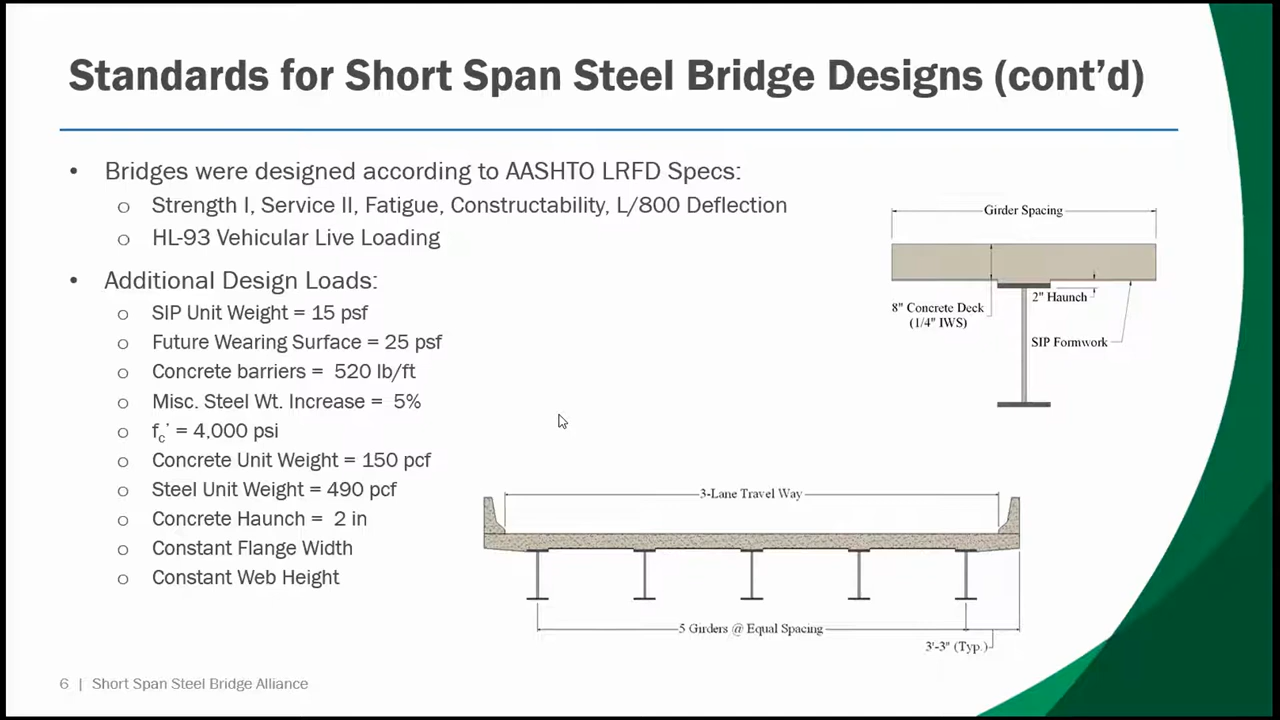 Standards for Short Span Steel Bridge Designs (cont’d)
• Bridges were designed according to AASHTO LRFD Specs:
o Strength I, Service II, Fatigue, Constructability, L/800 Deflection
o HL-93 Vehicular Live Loading
• Additional Design Loads:
o SIP Unit Weight = 15 psf
o Future Wearing Surface = 25 psf
o Concrete barriers = 520 lb/ft
o Misc. Steel Wt. Increase = 5%
o fc’ = 4,000 psi
o Concrete Unit Weight = 150 pcf
o Steel Unit Weight = 490 pcf
o Concrete Haunch = 2 in
o Constant Flange Width
o Constant Web Height
Girder Spacing
8" Concrete Deck
(1/4" IWS)
2" Haunch
SIP Formwork
3-Lane Travel Way
5 Girders @ Equal Spacing
3'-3" (Typ.)
6 | Short Span Steel Bridge Alliance